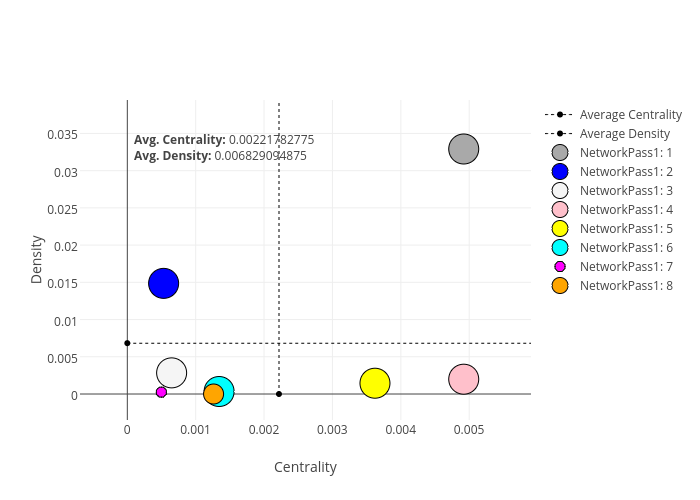 Avg. Centrality: 0.002217782775
Avg. Density: 0.006829094875
Density
0.035
0.03
0.025
0.02
0.015
0.01
0.005
0
0
0.001
0.002
0.003
0.004
0.005
Centrality
Average Centrality
Average Density
NetworkPass1: 1
NetworkPass1: 2
NetworkPass1: 3
NetworkPass1: 4
NetworkPass1: 5
NetworkPass1: 6
NetworkPass1: 7
NetworkPass1: 8